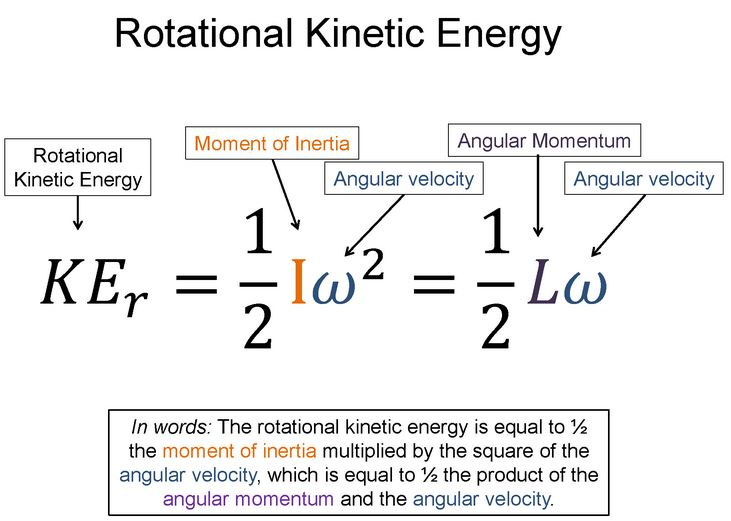 Rotational Kinetic Energy
Rotational
Kinetic Energy
Moment of Inertia
Angular velocity
Angular Momentum
Angular velocity
KEᵣ = 1/2 Iω² = 1/2 Lω
In words: The rotational kinetic energy is equal to ½
the moment of inertia multiplied by the square of the
angular velocity, which is equal to ½ the product of the
angular momentum and the angular velocity.